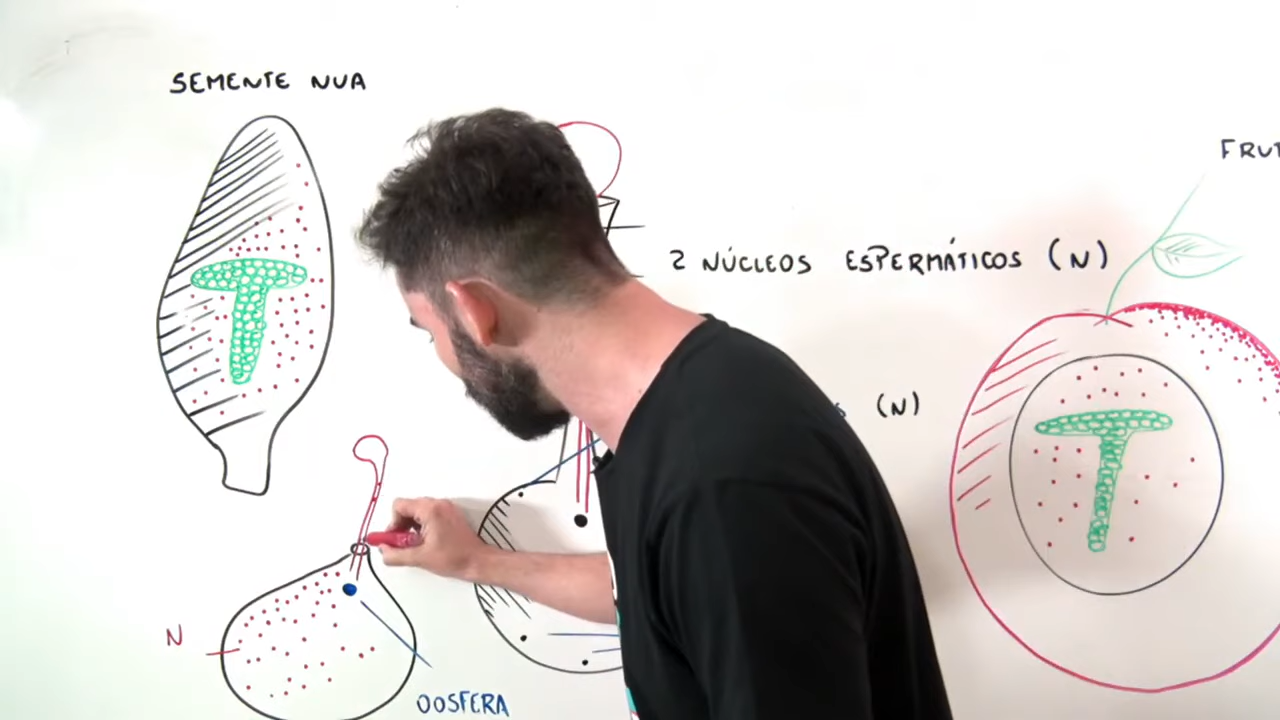 SEMENTE NUA
2 NÚCLEOS ESPERMÁTICOS (N)
(N)
N
OOSFERA